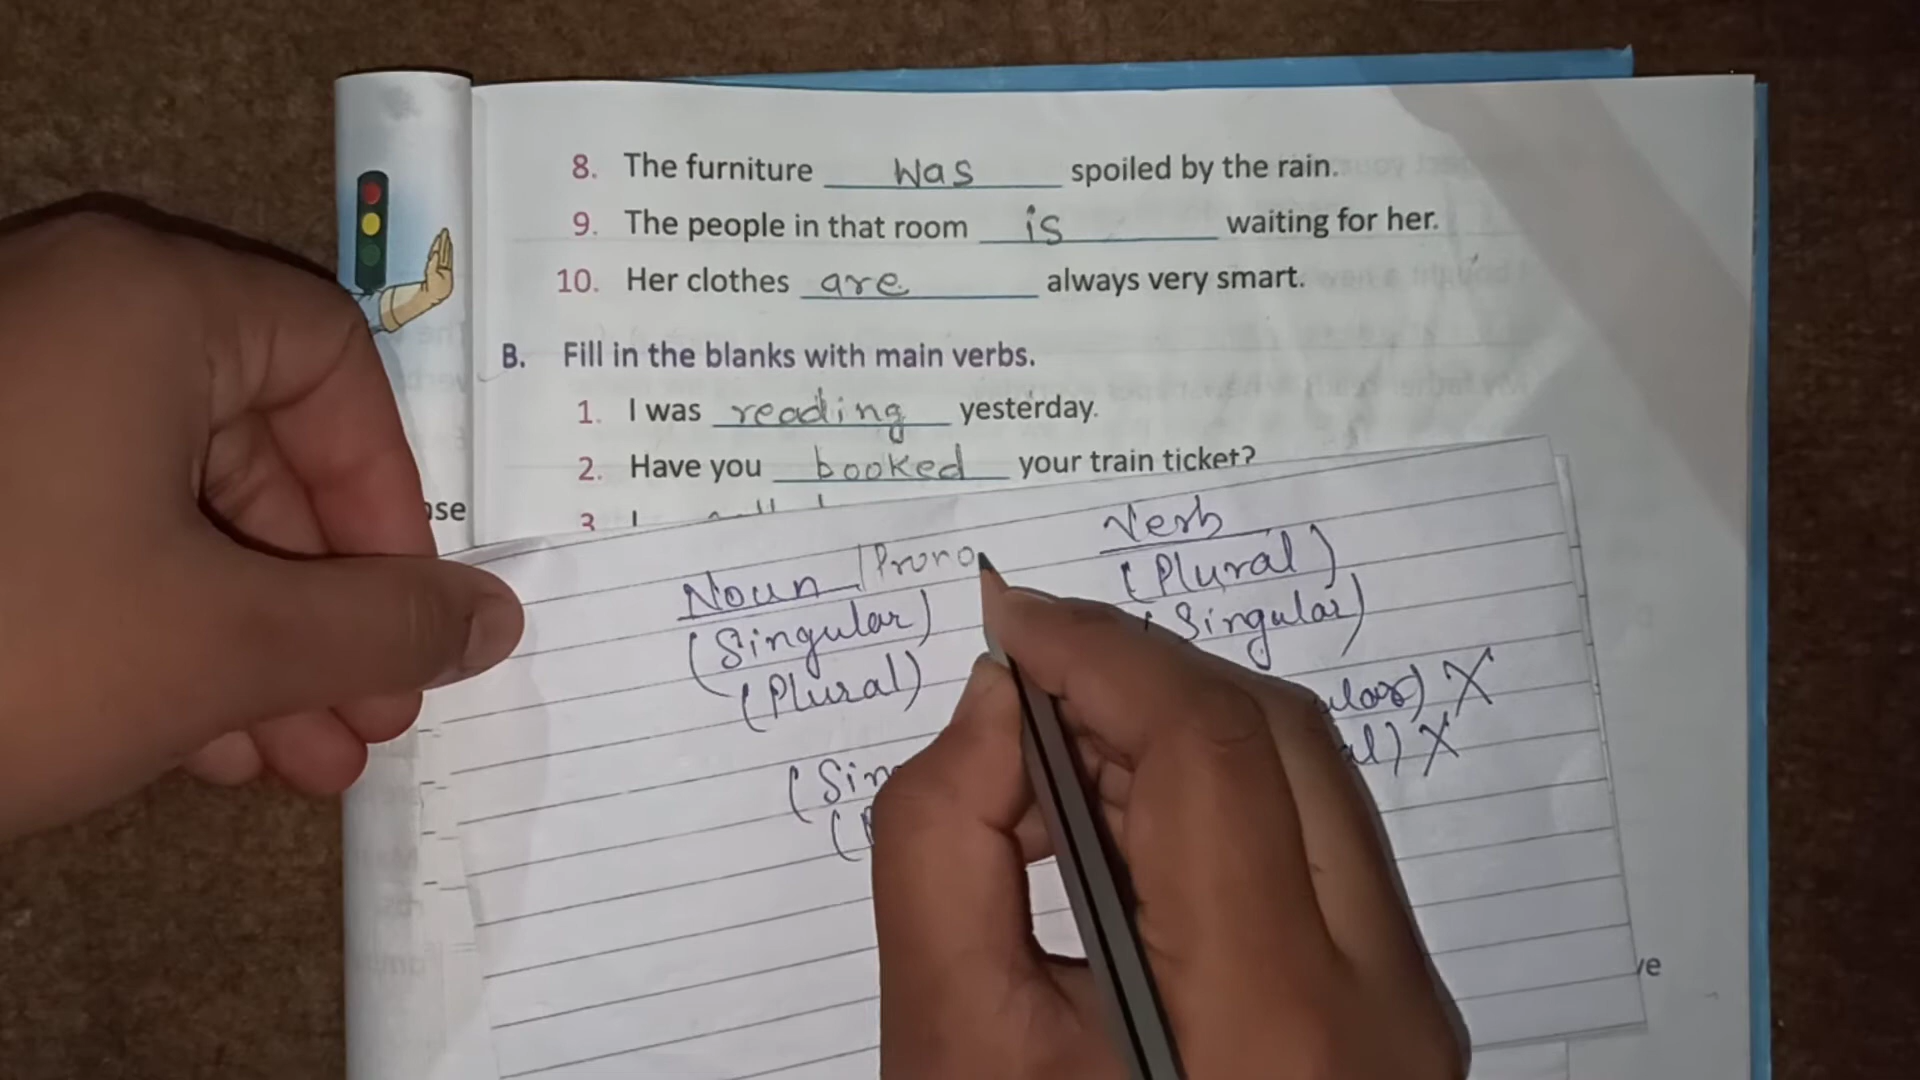 8. The furniture was spoiled by the rain.
9. The people in that room is waiting for her.
10. Her clothes are always very smart.
B. Fill in the blanks with main verbs.
1. I was reading yesterday.
2. Have you booked your train ticket?
3. I
Noun /Prono Verb
(Singular) (Plural)
(Plural) (Singular)
X
X